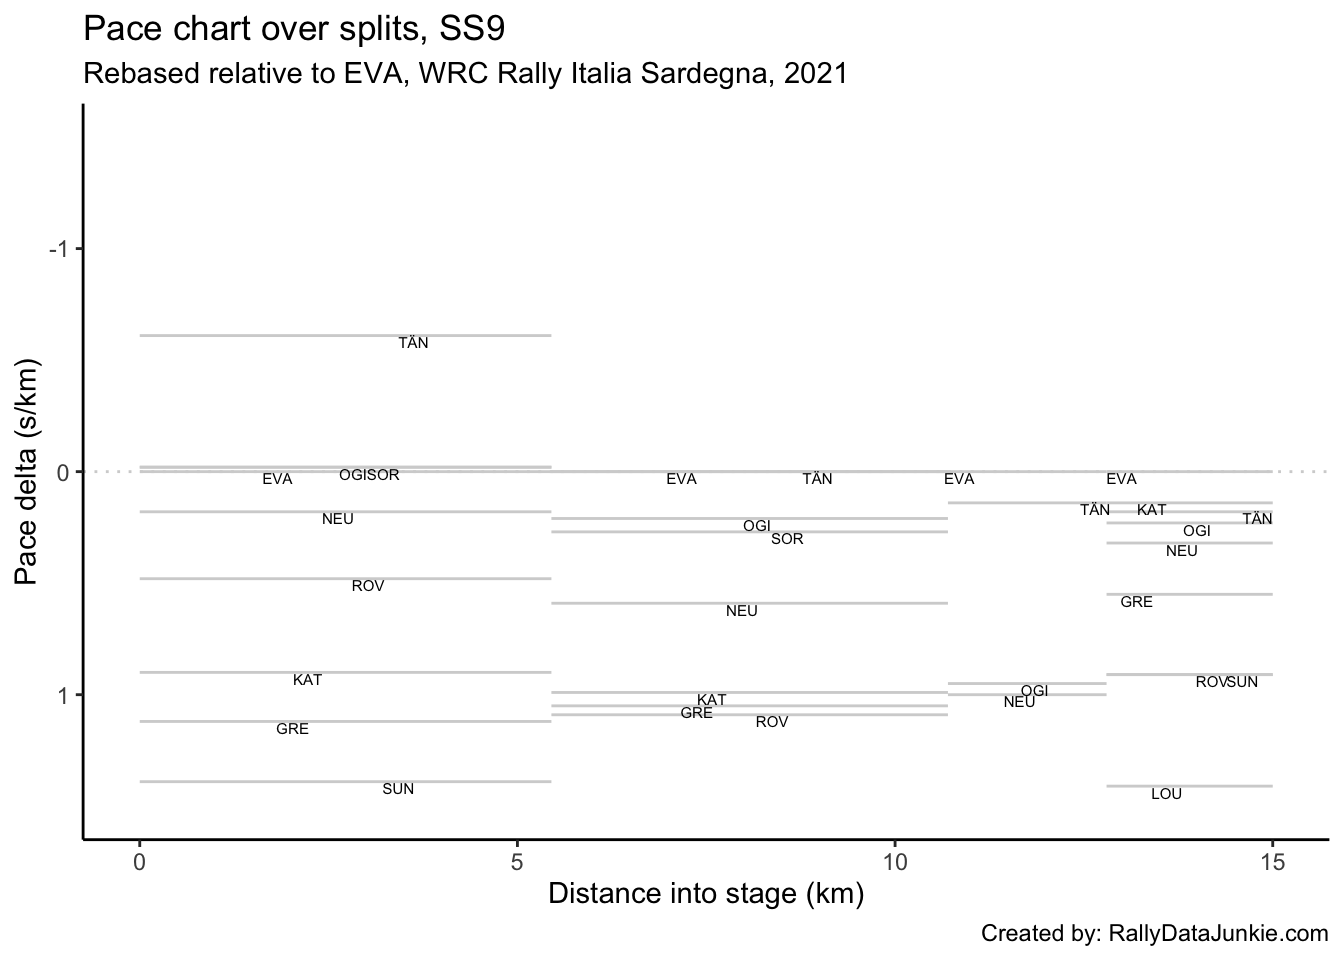 Pace chart over splits, SS9
Rebased relative to EVA, WRC Rally Italia Sardegna, 2021
Pace delta (s/km)
-1
0
1
TÄN
EVA OGISOR EVA TÄN EVA EVA
NEU
TÄN KAT TÄN
OGI OGI
SOR
NEU
ROV
GRE
NEU
KAT ROVSUN
OGI
KAT NEU
GRE ROV
GRE
SUN LOU
0 5 10 15
Distance into stage (km)
Created by: RallyDataJunkie.com